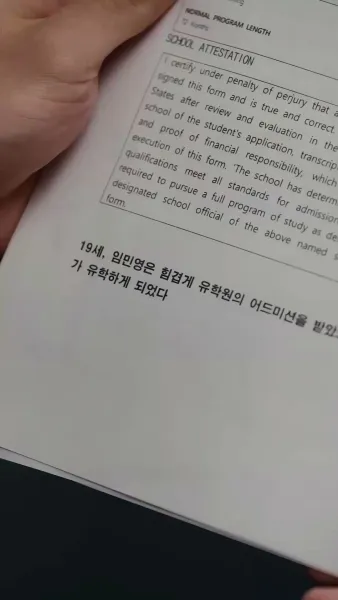 NORMAL PROGRAM LENGTH
12 Months
SCHOOL ATTESTATION
I certify under penalty of perjury that a
signed this form and is true and correct.
States after review and evaluation in the
school of the student's application, transcrip
and proof of financial responsibility, which
execution of this form. The school has determ
qualifications meet all standards for admission
required to pursue a full program of study as de
designated school official of the above named s
form.
19세, 임민영은 힘겹게 유학원의 어드미션을 받았
가 유학하게 되었다